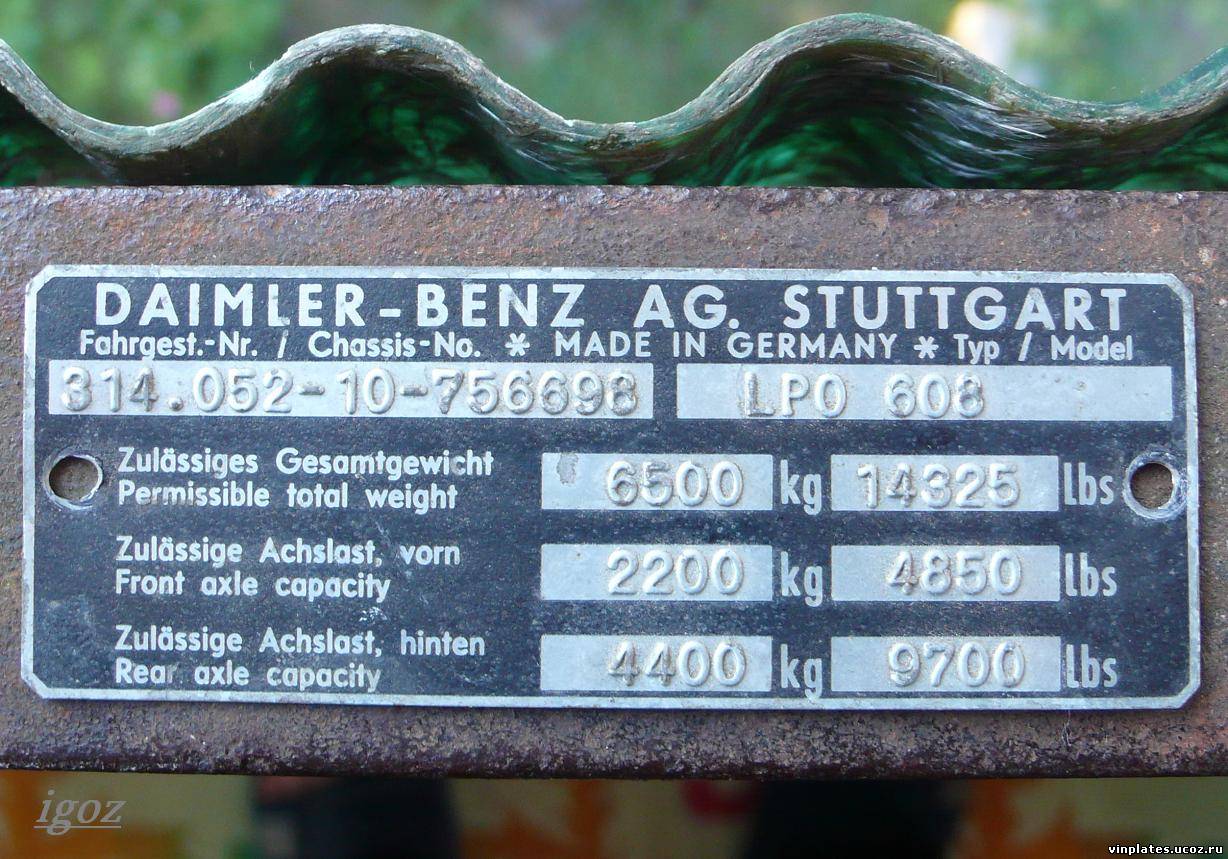 DAIMLER-BENZ AG. STUTTGART
Fahrgest.-Nr. / Chassis-No. * MADE IN GERMANY * Typ / Model
314.052-10-756698 LPO 608
Zulässiges Gesamtgewicht
Permissible total weight
6500 kg 14325 lbs
Zulässige Achslast, vorn
Front axle capacity
2200 kg 4850 lbs
Zulässige Achslast, hinten
Rear axle capacity
4400 kg 9700 lbs
igoz
vinplates.ucoz.ru